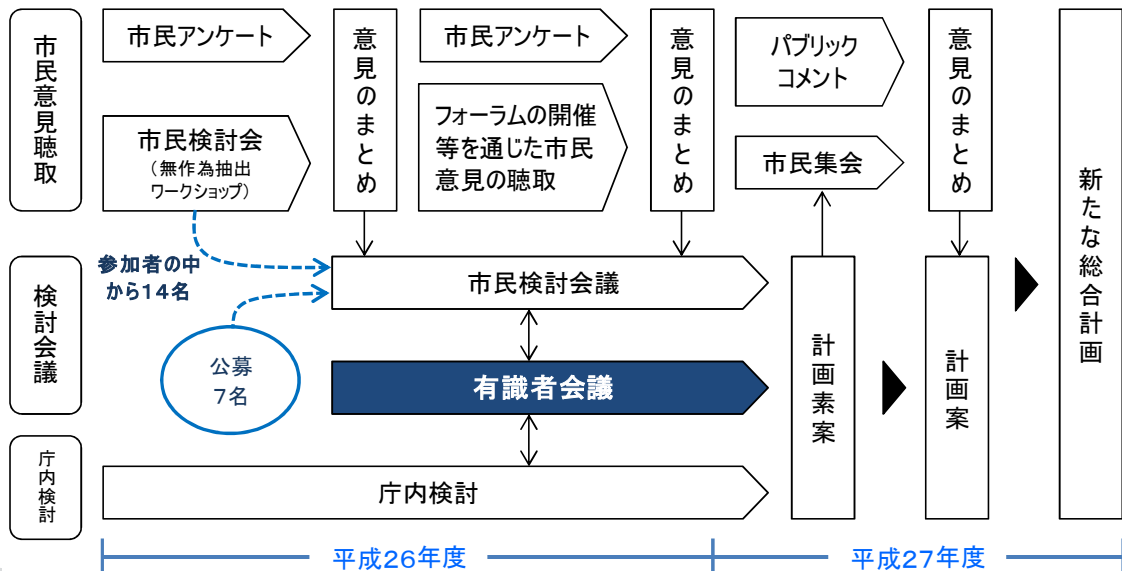 市民意見聴取
市民アンケート
市民検討会
（無作為抽出
ワークショップ）
意見のまとめ
市民アンケート
フォーラムの開催
等を通じた市民
意見の聴取
意見のまとめ
パブリック
コメント
市民集会
意見のまとめ
新たな総合計画
検討会議
参加者の中
から14名
公募
7名
市民検討会議
有識者会議
計画素案
計画案
庁内検討
庁内検討
平成26年度
平成27年度